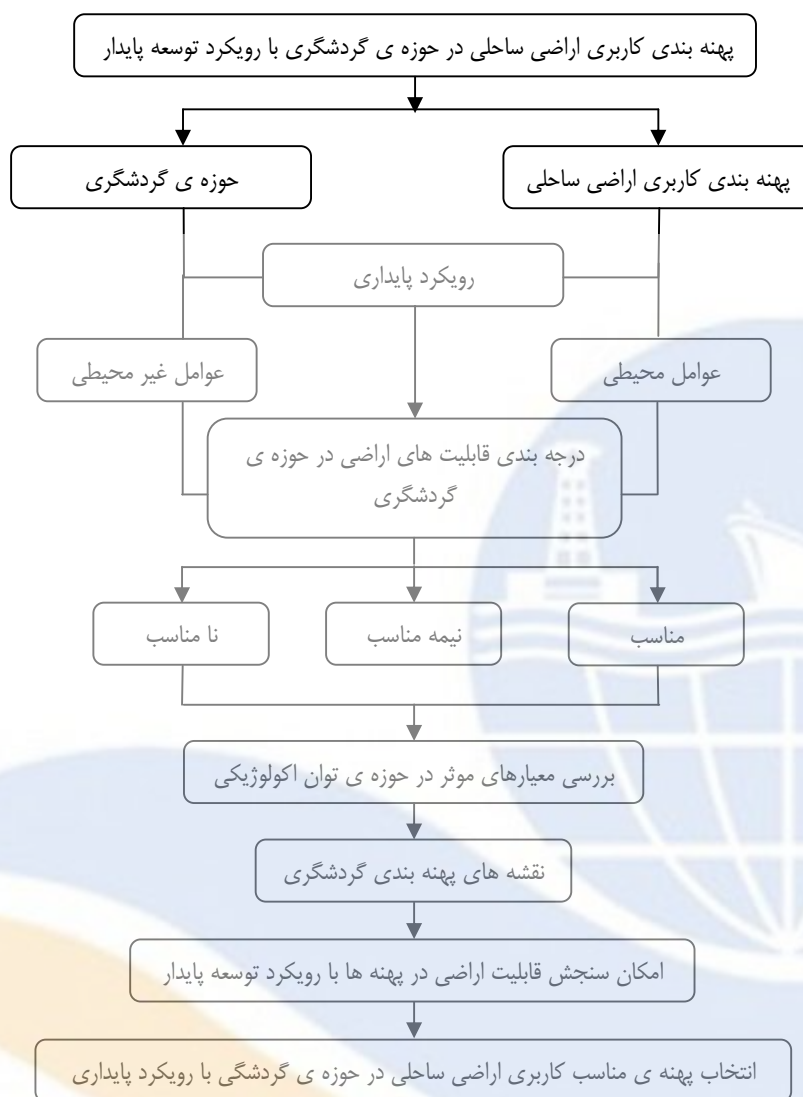 پهنه بندی کاربری اراضی ساحلی در حوزه ی گردشگری با رویکرد توسعه پایدار
پهنه بندی کاربری اراضی ساحلی
حوزه ی گردشگری
رویکرد پایداری
عوامل محیطی
عوامل غیر محیطی
درجه بندی قابلیت های اراضی در حوزه ی
گردشگری
مناسب
نیمه مناسب
نا مناسب
بررسی معیارهای موثر در حوزه ی توان اکولوژیکی
نقشه های پهنه بندی گردشگری
امکان سنجش قابلیت اراضی در پهنه ها با رویکرد توسعه پایدار
انتخاب پهنه ی مناسب کاربری اراضی ساحلی در حوزه ی گردشگی با رویکرد پایداری